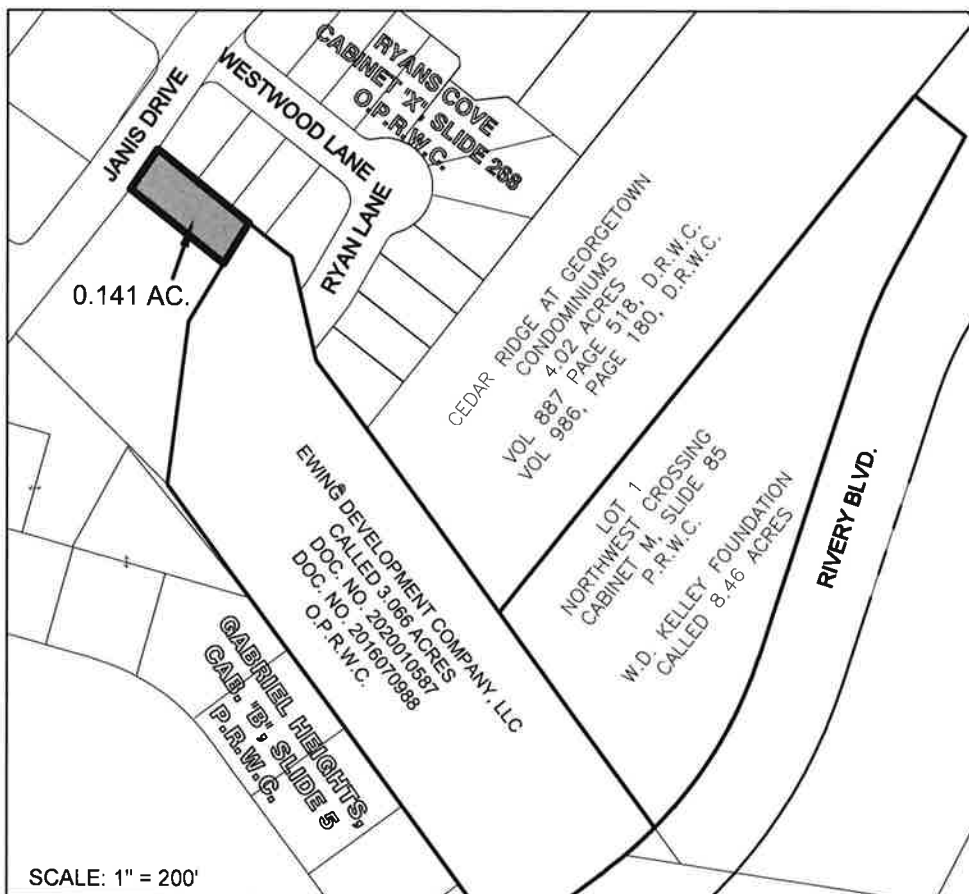 JANIS DRIVE
WESTWOOD LANE
RYANS COVE
CABINET "X", SLIDE 268
O.P.R.W.C.
RYAN LANE
0.141 AC.
CEDAR RIDGE AT GEORGETOWN
CONDOMINIUMS
4.02 ACRES
VOL 887 PAGE 518, D.R.W.C.
VOL 986, PAGE 180, D.R.W.C.
EWING DEVELOPMENT COMPANY, LLC
CALLED 3.066 ACRES
DOC. NO. 2020010587
DOC. NO. 2016070988
O.P.R.W.C.
LOT 1
NORTHWEST CROSSING
CABINET M, SLIDE 85
P.R.W.C.
W.D. KELLEY FOUNDATION
CALLED 8.46 ACRES
RIVERY BLVD.
GABRIEL HEIGHTS,
CAB. "B", SLIDE 5
P.R.W.C.
SCALE: 1" = 200'